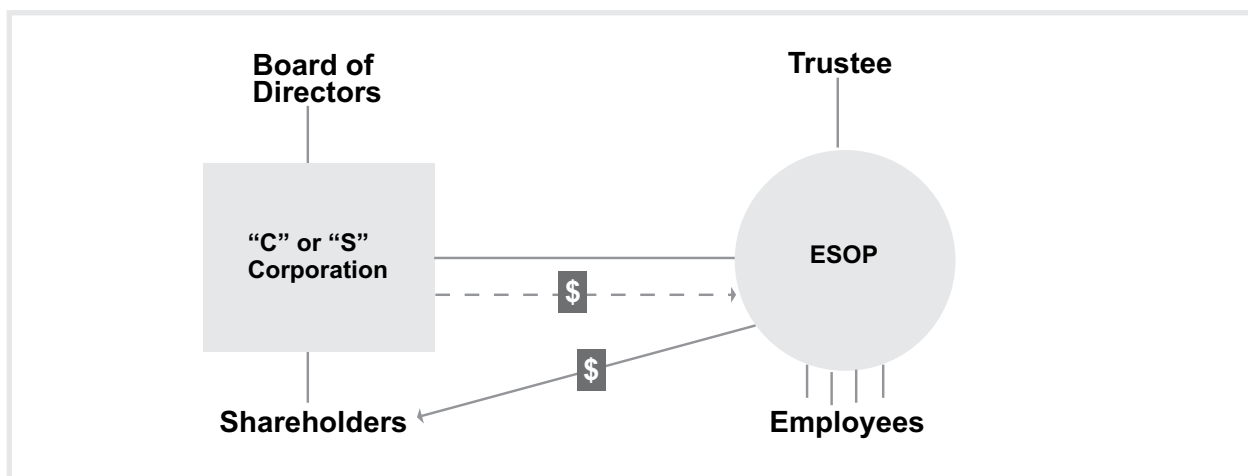 Board of
Directors
Trustee
“C” or “S”
Corporation
ESOP
$
$
Shareholders
Employees